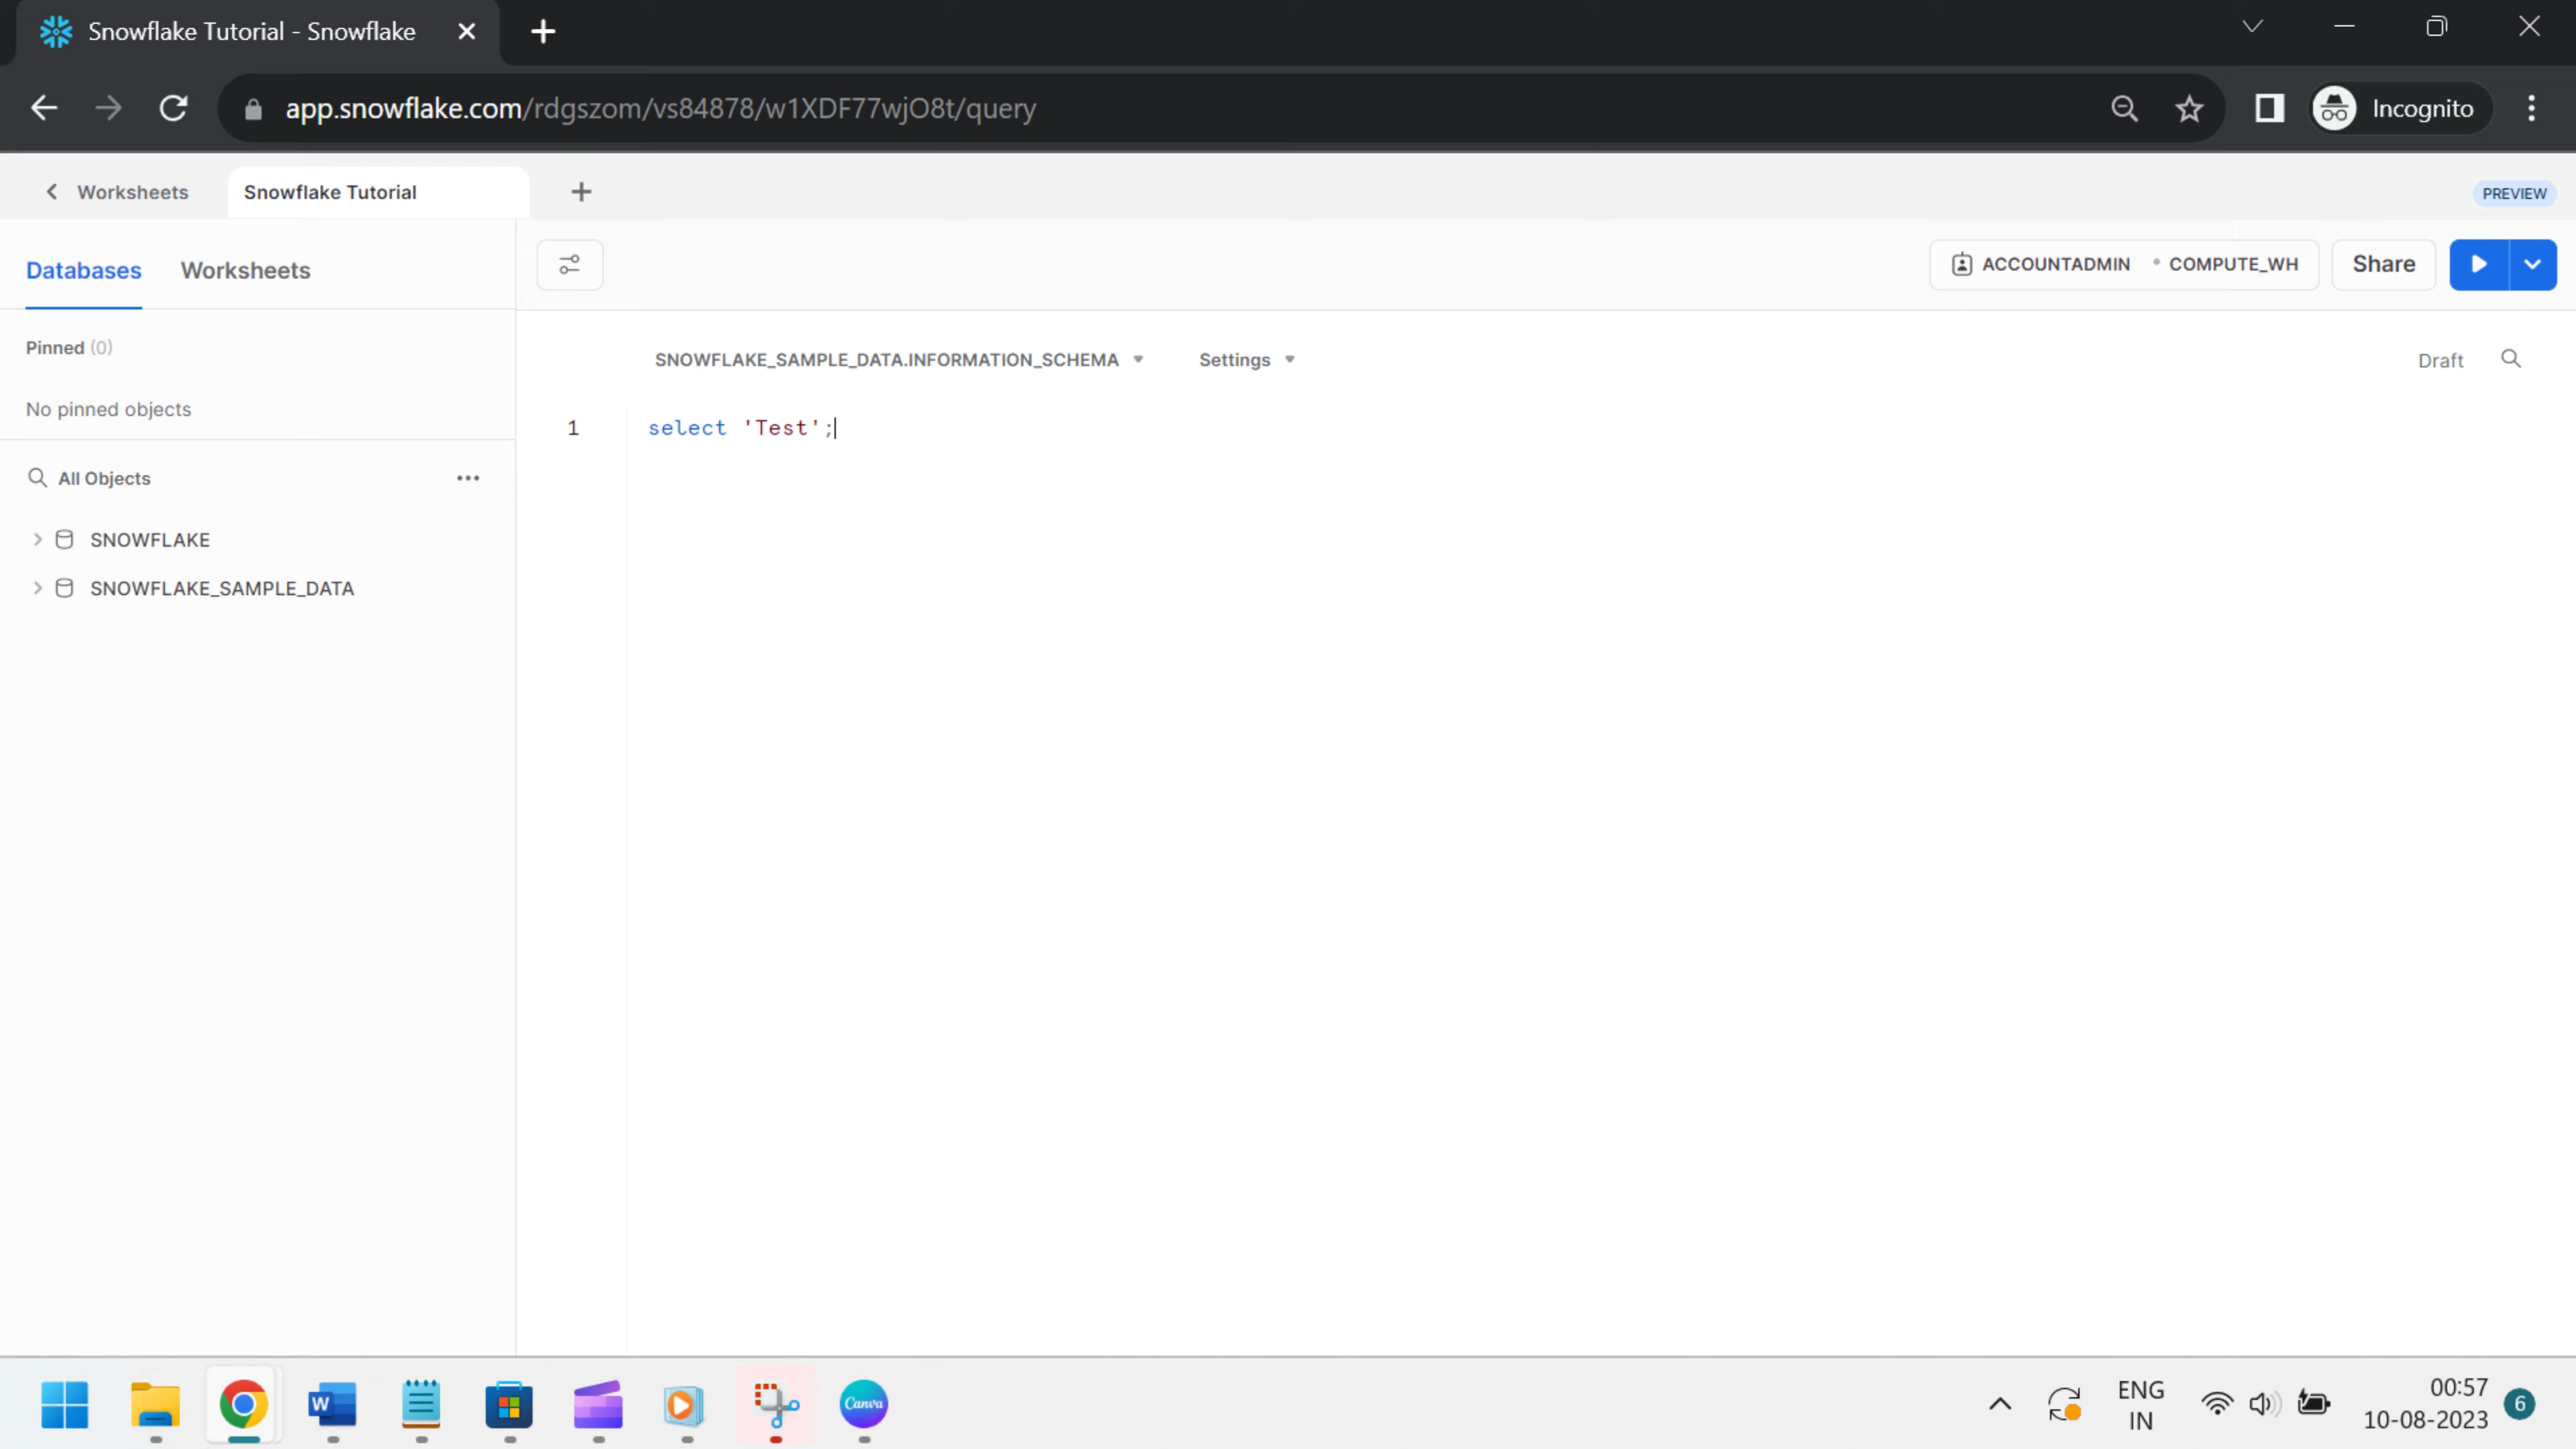 Snowflake Tutorial - Snowflake
app.snowflake.com/rdgszom/vs84878/w1XDF77wjO8t/query
Incognito
Worksheets
Snowflake Tutorial
PREVIEW
Databases
Worksheets
ACCOUNTADMIN
COMPUTE_WH
Share
Pinned (0)
SNOWFLAKE_SAMPLE_DATA.INFORMATION_SCHEMA
Settings
Draft
No pinned objects
1
select 'Test';
All Objects
SNOWFLAKE
SNOWFLAKE_SAMPLE_DATA
W
Canva
ENG
IN
00:57
10-08-2023
6